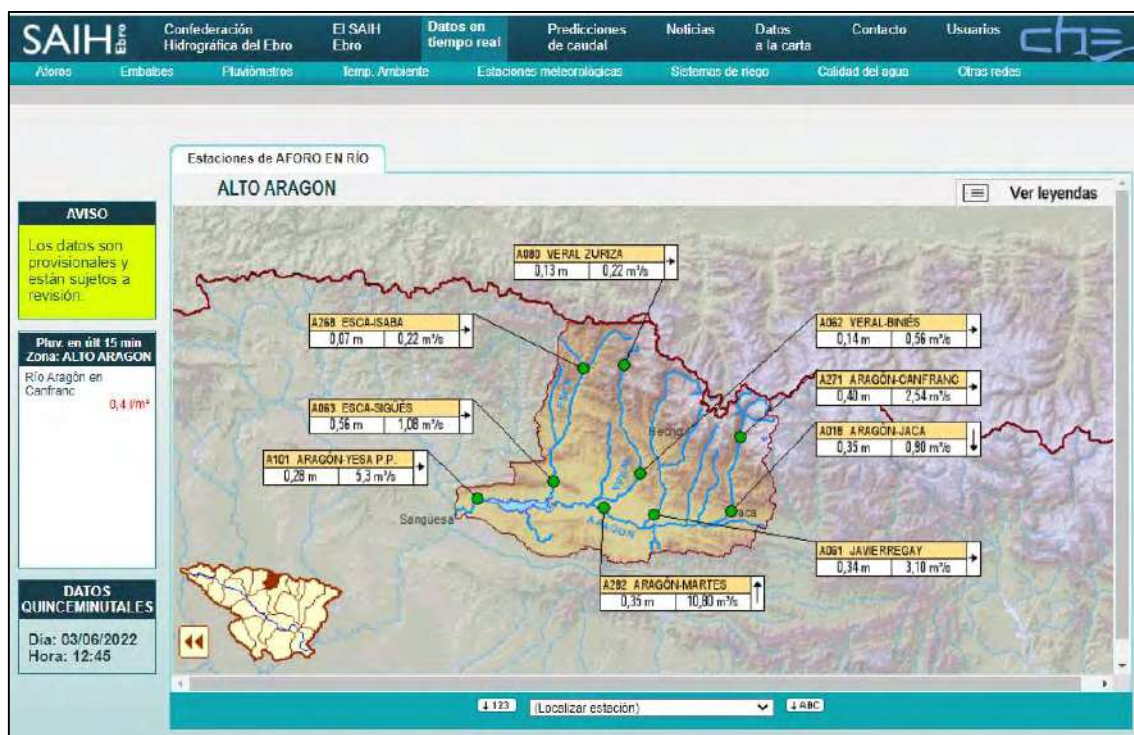 SAIH Ebro
Confederación
Hidrográfica del Ebro
El SAIH
Ebro
Datos en
tiempo real
Predicciones
de caudal
Noticias
Datos
a la carta
Contacto
Usuarios
che
Aforos Embalses Pluviómetros Temp. Ambiente Estaciones meteorológicas Sistemas de riego Calidad del agua Otras redes
Estaciones de AFORO EN RÍO
ALTO ARAGON
Ver leyendas
AVISO
Los datos son
provisionales y
están sujetos a
revisión.
Pluv. en últ 15 min
Zona: ALTO ARAGON
Río Aragón en
Canfranc
0,4 l/m²
DATOS
QUINCEMINUTALES
Día: 03/06/2022
Hora: 12:45
A080 VERAL ZURIZA
0,13 m 0,22 m³/s
A268 ESCA-ISABA
0,07 m 0,22 m³/s
A062 VERAL-BINIÉS
0,14 m 0,56 m³/s
A271 ARAGÓN-CANFRANC
0,40 m 2,54 m³/s
A063 ESCA-SIGÜÉS
0,56 m 1,08 m³/s
A018 ARAGÓN-JACA
0,35 m 0,90 m³/s
A101 ARAGÓN-YESA P.P.
0,28 m 5,3 m³/s
A061 JAVIERREGAY
0,34 m 3,10 m³/s
A282 ARAGÓN-MARTES
0,35 m 10,80 m³/s
ESCA
VERAL
Hecho
Jaca
Sangüesa
ARAGON
↓123
(Localizar estación)
↓ABC